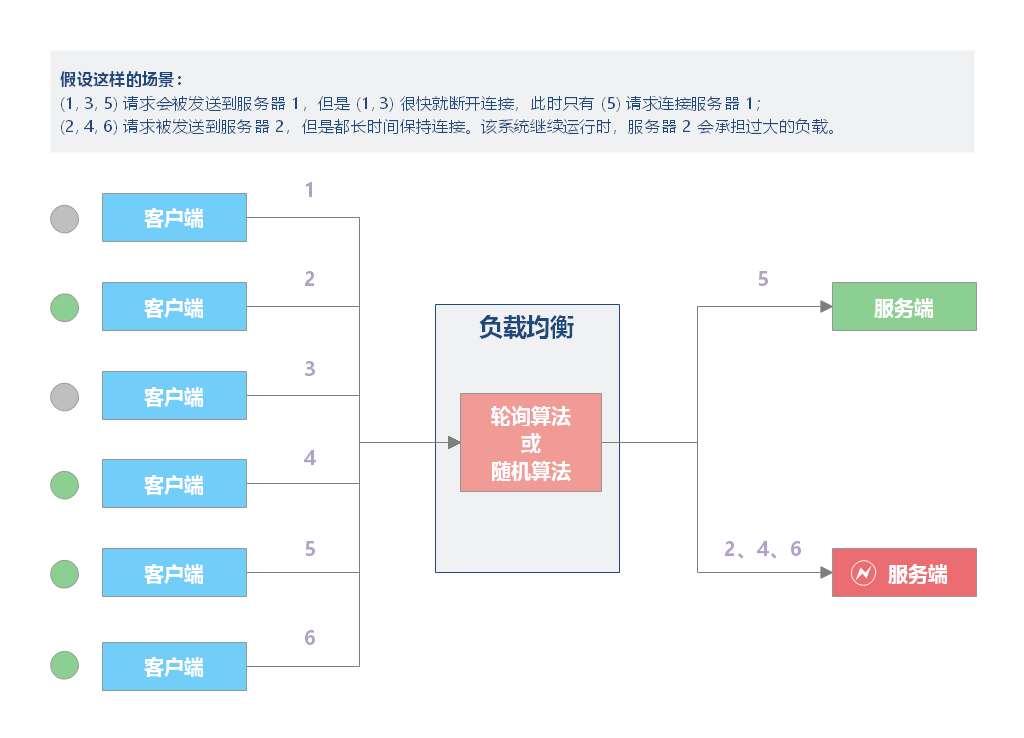 假设这样的场景：
(1, 3, 5) 请求会被发送到服务器 1，但是 (1, 3) 很快就断开连接，此时只有 (5) 请求连接服务器 1；
(2, 4, 6) 请求被发送到服务器 2，但是都长时间保持连接。该系统继续运行时，服务器 2 会承担过大的负载。
1
客户端
2
客户端
3
客户端
4
客户端
5
客户端
6
客户端
负载均衡
轮询算法
或
随机算法
5
服务端
2、4、6
服务端